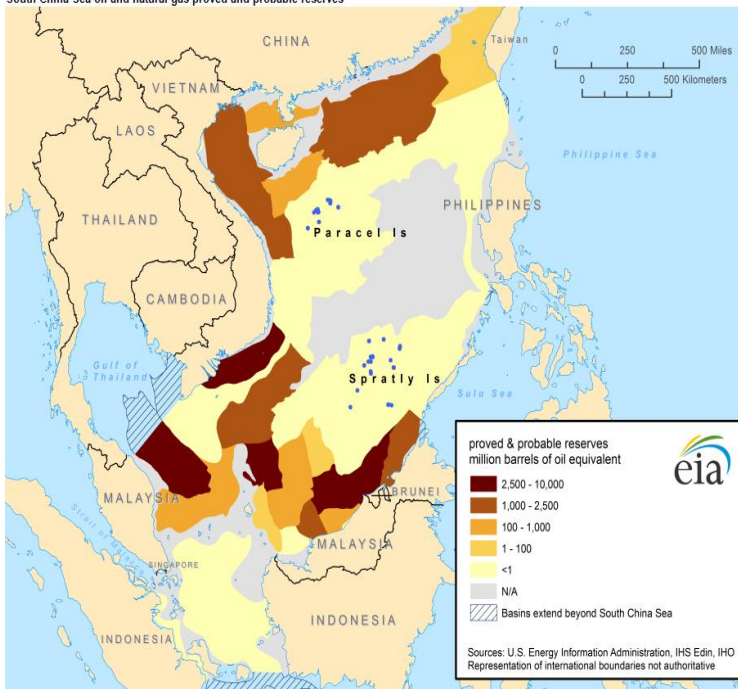 South China Sea oil and natural gas proved and probable reserves
CHINA
Taiwan
0 250 500 Miles
0 250 500 Kilometers
VIETNAM
LAOS
Philippine Sea
THAILAND
PHILIPPINES
Paracel Is
CAMBODIA
Gulf of
Thailand
Spratly Is
Sulu Sea
proved & probable reserves
million barrels of oil equivalent
eia
2,500 - 10,000
1,000 - 2,500
100 - 1,000
1 - 100
<1
N/A
Basins extend beyond South China Sea
Sources: U.S. Energy Information Administration, IHS Edin, IHO
Representation of international boundaries not authoritative
MALAYSIA
BRUNEI
Strait of Malacca
MALAYSIA
SINGAPORE
INDONESIA
INDONESIA